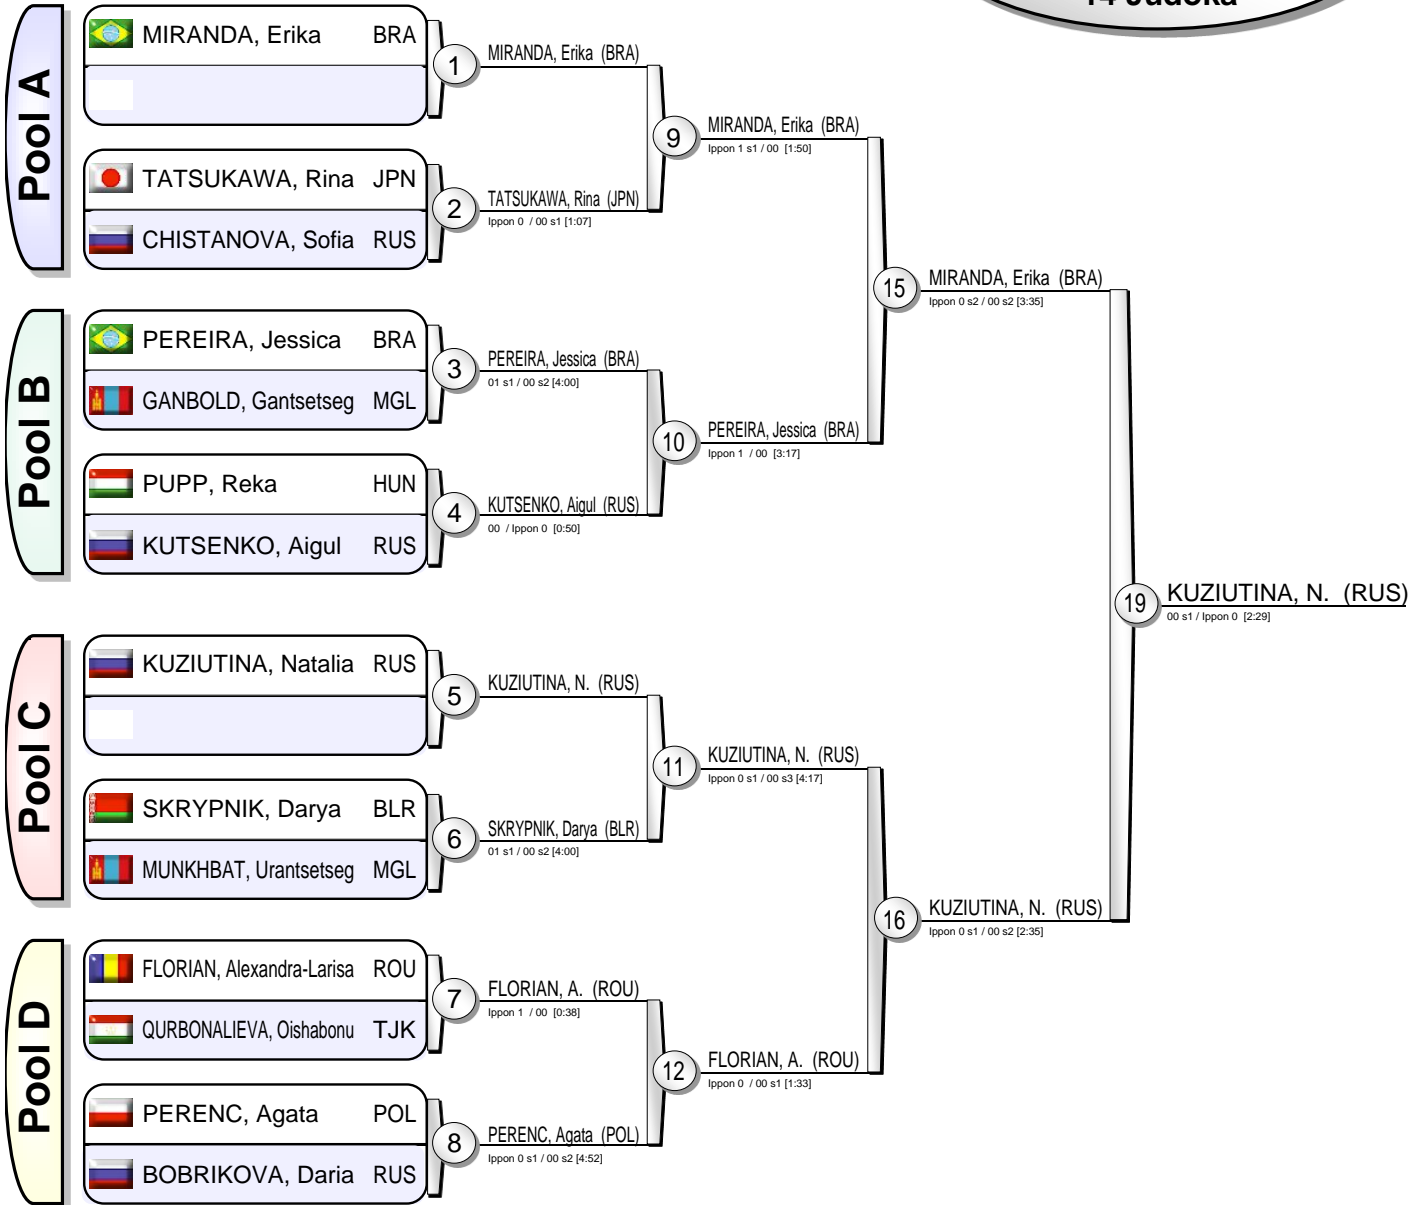 14 Judoka
Pool A
MIRANDA, Erika BRA
TATSUKAWA, Rina JPN
CHISTANOVA, Sofia RUS
Pool B
PEREIRA, Jessica BRA
GANBOLD, Gantsetseg MGL
PUPP, Reka HUN
KUTSENKO, Aigul RUS
Pool C
KUZIUTINA, Natalia RUS
SKRYPNIK, Darya BLR
MUNKHBAT, Urantsetseg MGL
Pool D
FLORIAN, Alexandra-Larisa ROU
QURBONALIEVA, Oishabonu TJK
PERENC, Agata POL
BOBRIKOVA, Daria RUS
1
MIRANDA, Erika (BRA)
2
TATSUKAWA, Rina (JPN)
Ippon 0 / 00 s1 [1:07]
3
PEREIRA, Jessica (BRA)
01 s1 / 00 s2 [4:00]
4
KUTSENKO, Aigul (RUS)
00 / Ippon 0 [0:50]
5
KUZIUTINA, N. (RUS)
6
SKRYPNIK, Darya (BLR)
01 s1 / 00 s2 [4:00]
7
FLORIAN, A. (ROU)
Ippon 1 / 00 [0:38]
8
PERENC, Agata (POL)
Ippon 0 s1 / 00 s2 [4:52]
9
MIRANDA, Erika (BRA)
Ippon 1 s1 / 00 [1:50]
10
PEREIRA, Jessica (BRA)
Ippon 1 / 00 [3:17]
11
KUZIUTINA, N. (RUS)
Ippon 0 s1 / 00 s3 [4:17]
12
FLORIAN, A. (ROU)
Ippon 0 / 00 s1 [1:33]
15
MIRANDA, Erika (BRA)
Ippon 0 s2 / 00 s2 [3:35]
16
KUZIUTINA, N. (RUS)
Ippon 0 s1 / 00 s2 [2:35]
19
KUZIUTINA, N. (RUS)
00 s1 / Ippon 0 [2:29]